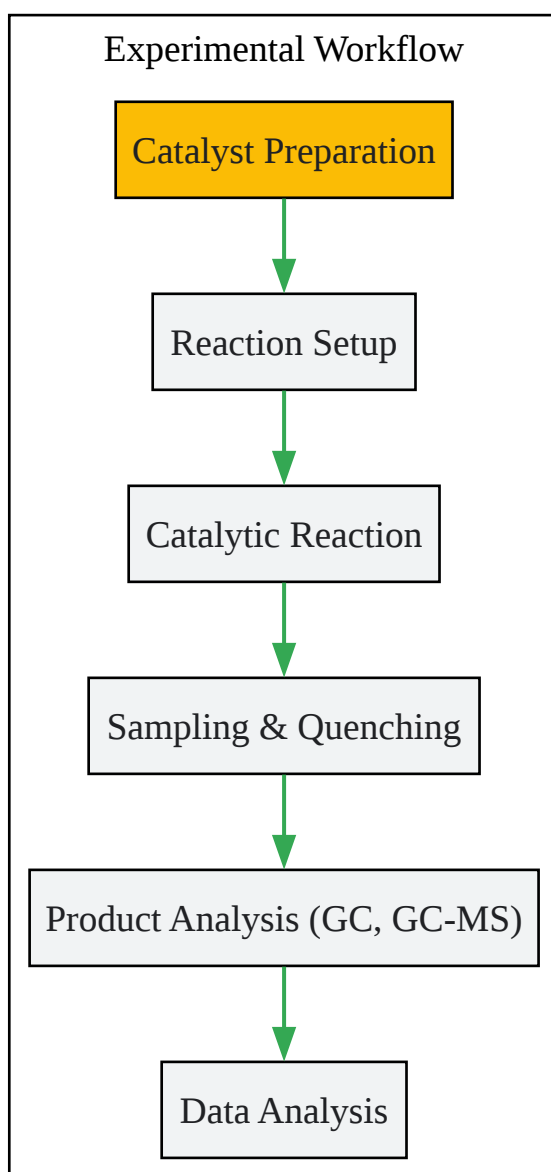 Experimental Workflow
Catalyst Preparation
Reaction Setup
Catalytic Reaction
Sampling & Quenching
Product Analysis (GC, GC-MS)
Data Analysis